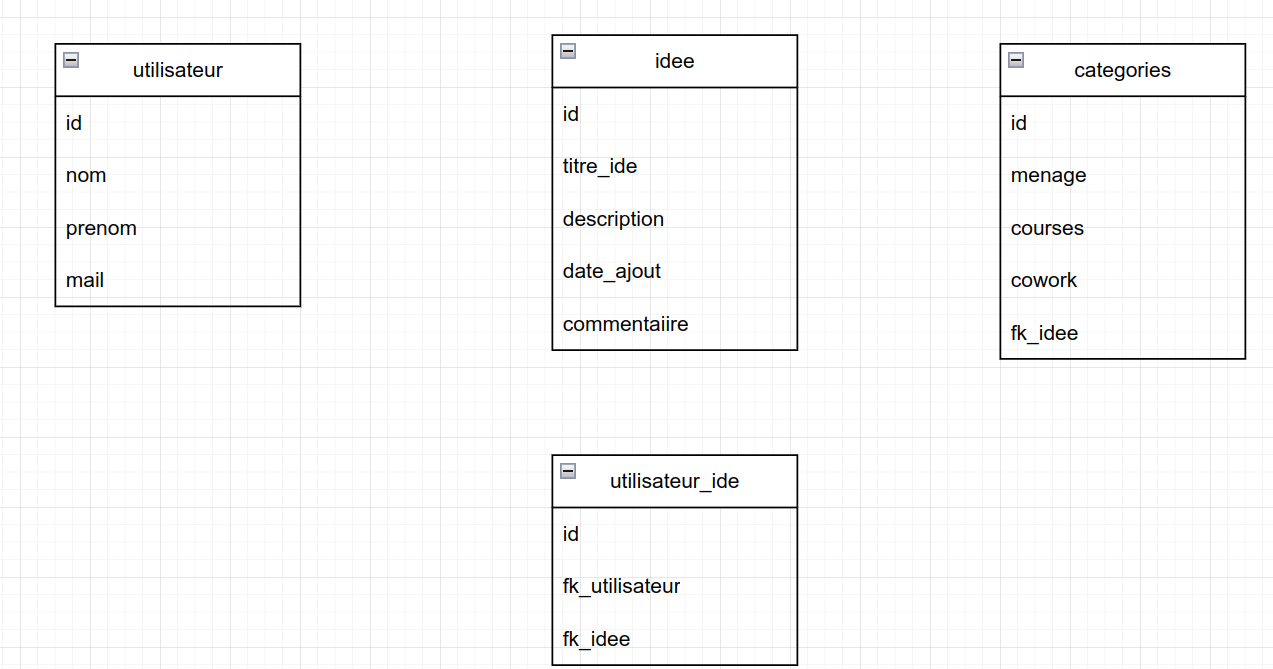 utilisateur
id
nom
prenom
mail
idee
id
titre_ide
description
date_ajout
commentaiire
categories
id
menage
courses
cowork
fk_idee
utilisateur_ide
id
fk_utilisateur
fk_idee